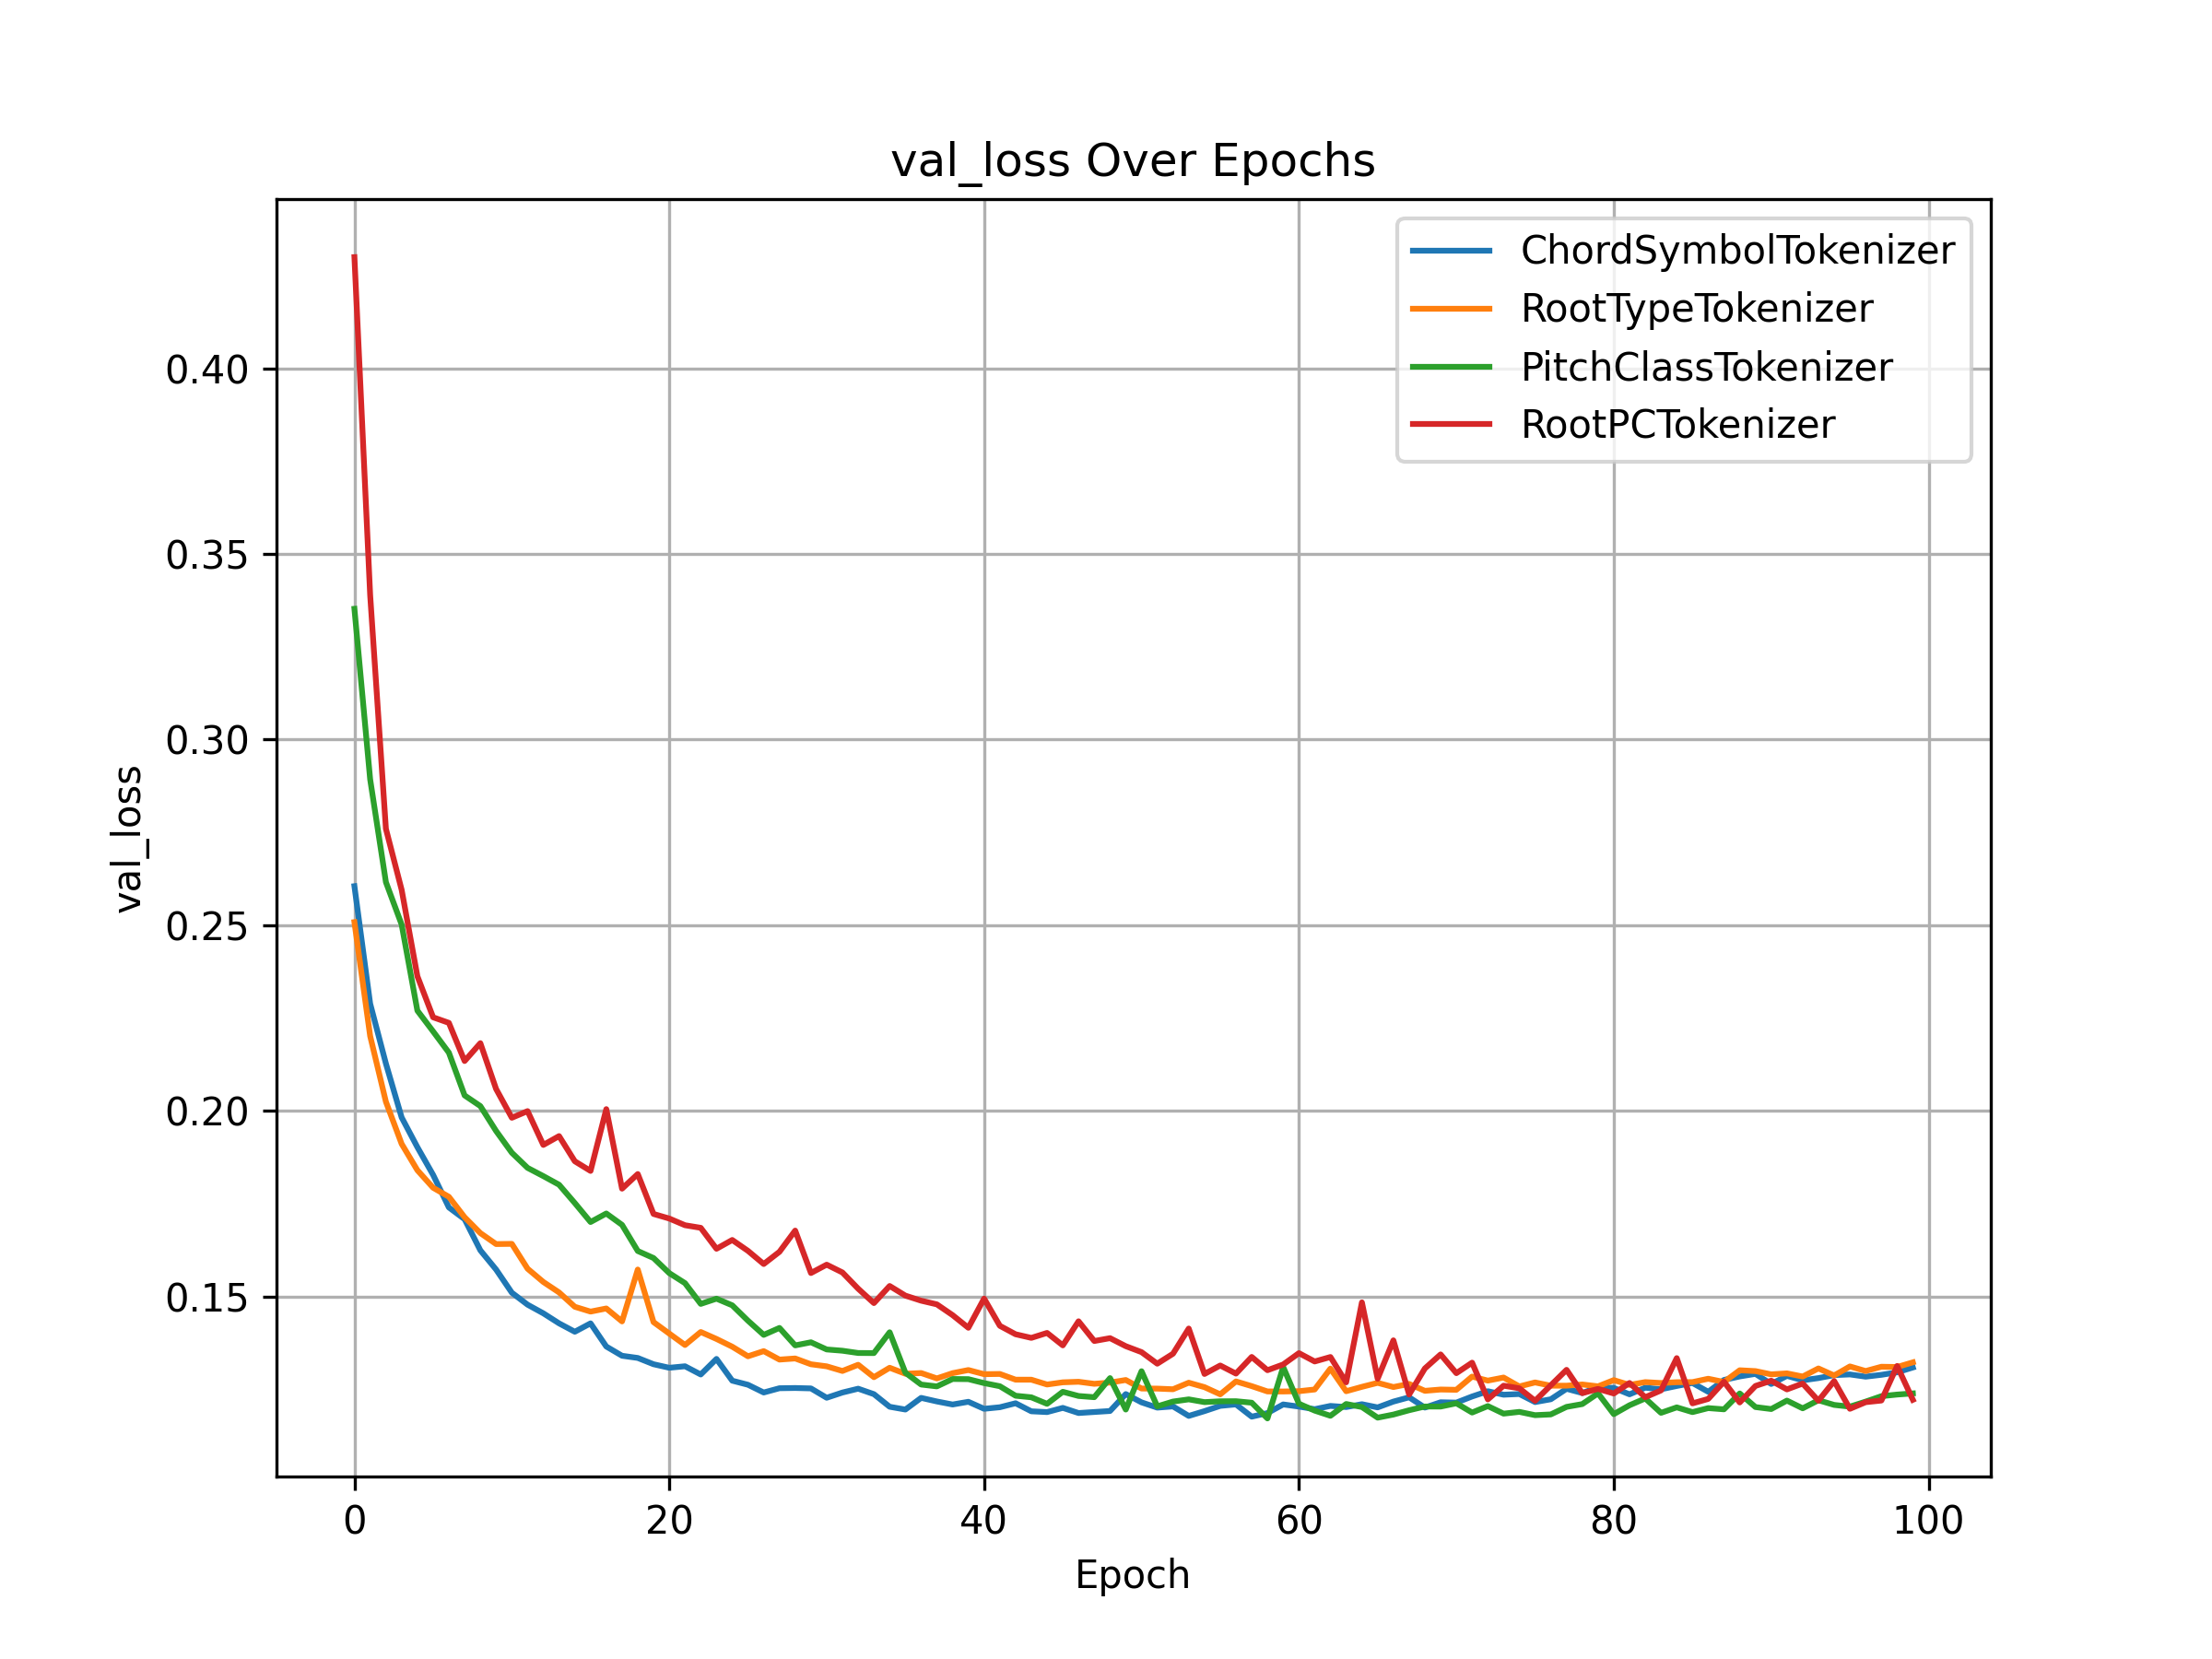 val_loss Over Epochs
ChordSymbolTokenizer
RootTypeTokenizer
PitchClassTokenizer
RootPCTokenizer
0.40
0.35
0.30
0.25
0.20
0.15
val_loss
0 20 40 60 80 100
Epoch